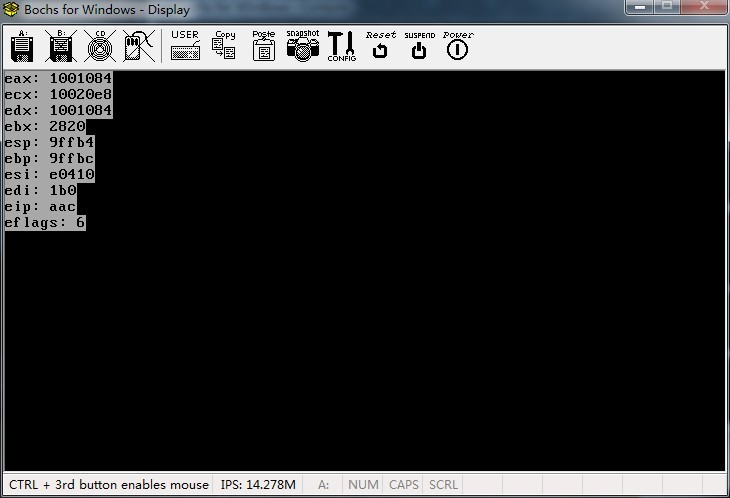 Bochs for Windows - Display
A: B: CD USER Copy Paste snapshot CONFIG Reset SUSPEND Power
eax: 1001084
ecx: 10020e8
edx: 1001084
ebx: 2820
esp: 9ffb4
ebp: 9ffbc
esi: e0410
edi: 1b0
eip: aac
eflags: 6
CTRL + 3rd button enables mouse IPS: 14.278M A: NUM CAPS SCRL